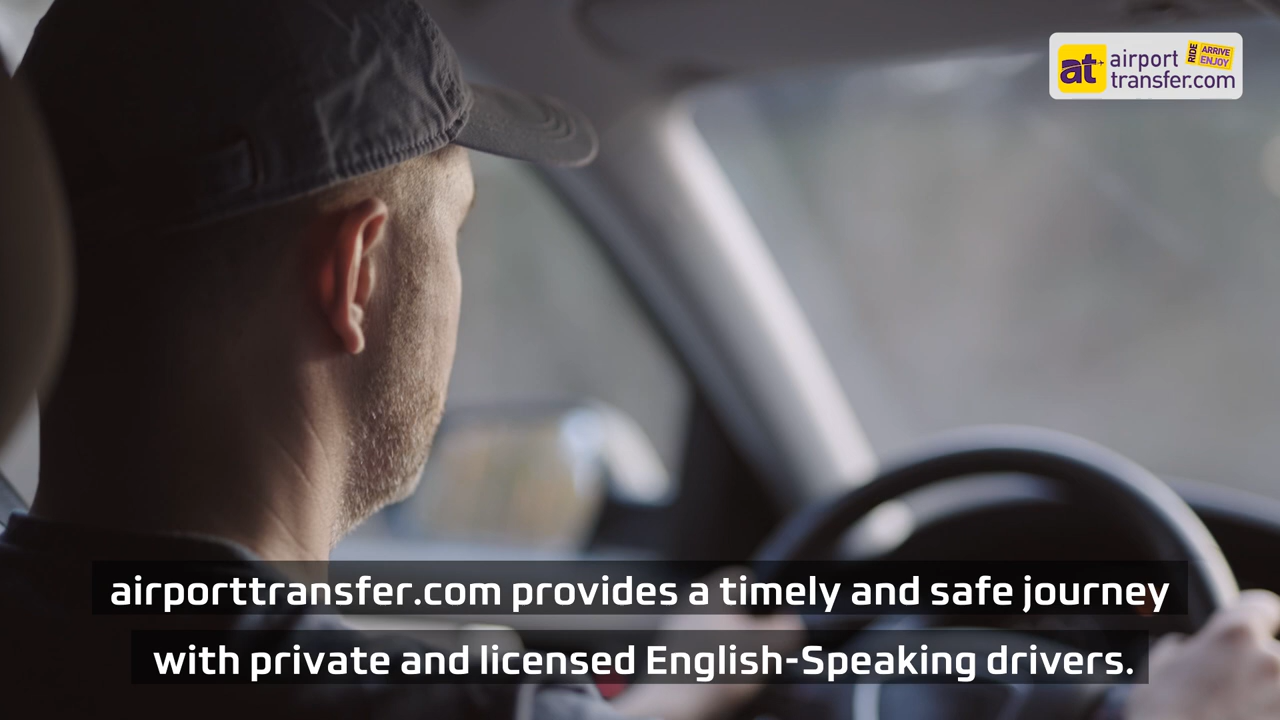 at
airport
transfer.com
RIDE
ARRIVE
ENJOY
airporttransfer.com provides a timely and safe journey
with private and licensed English-Speaking drivers.